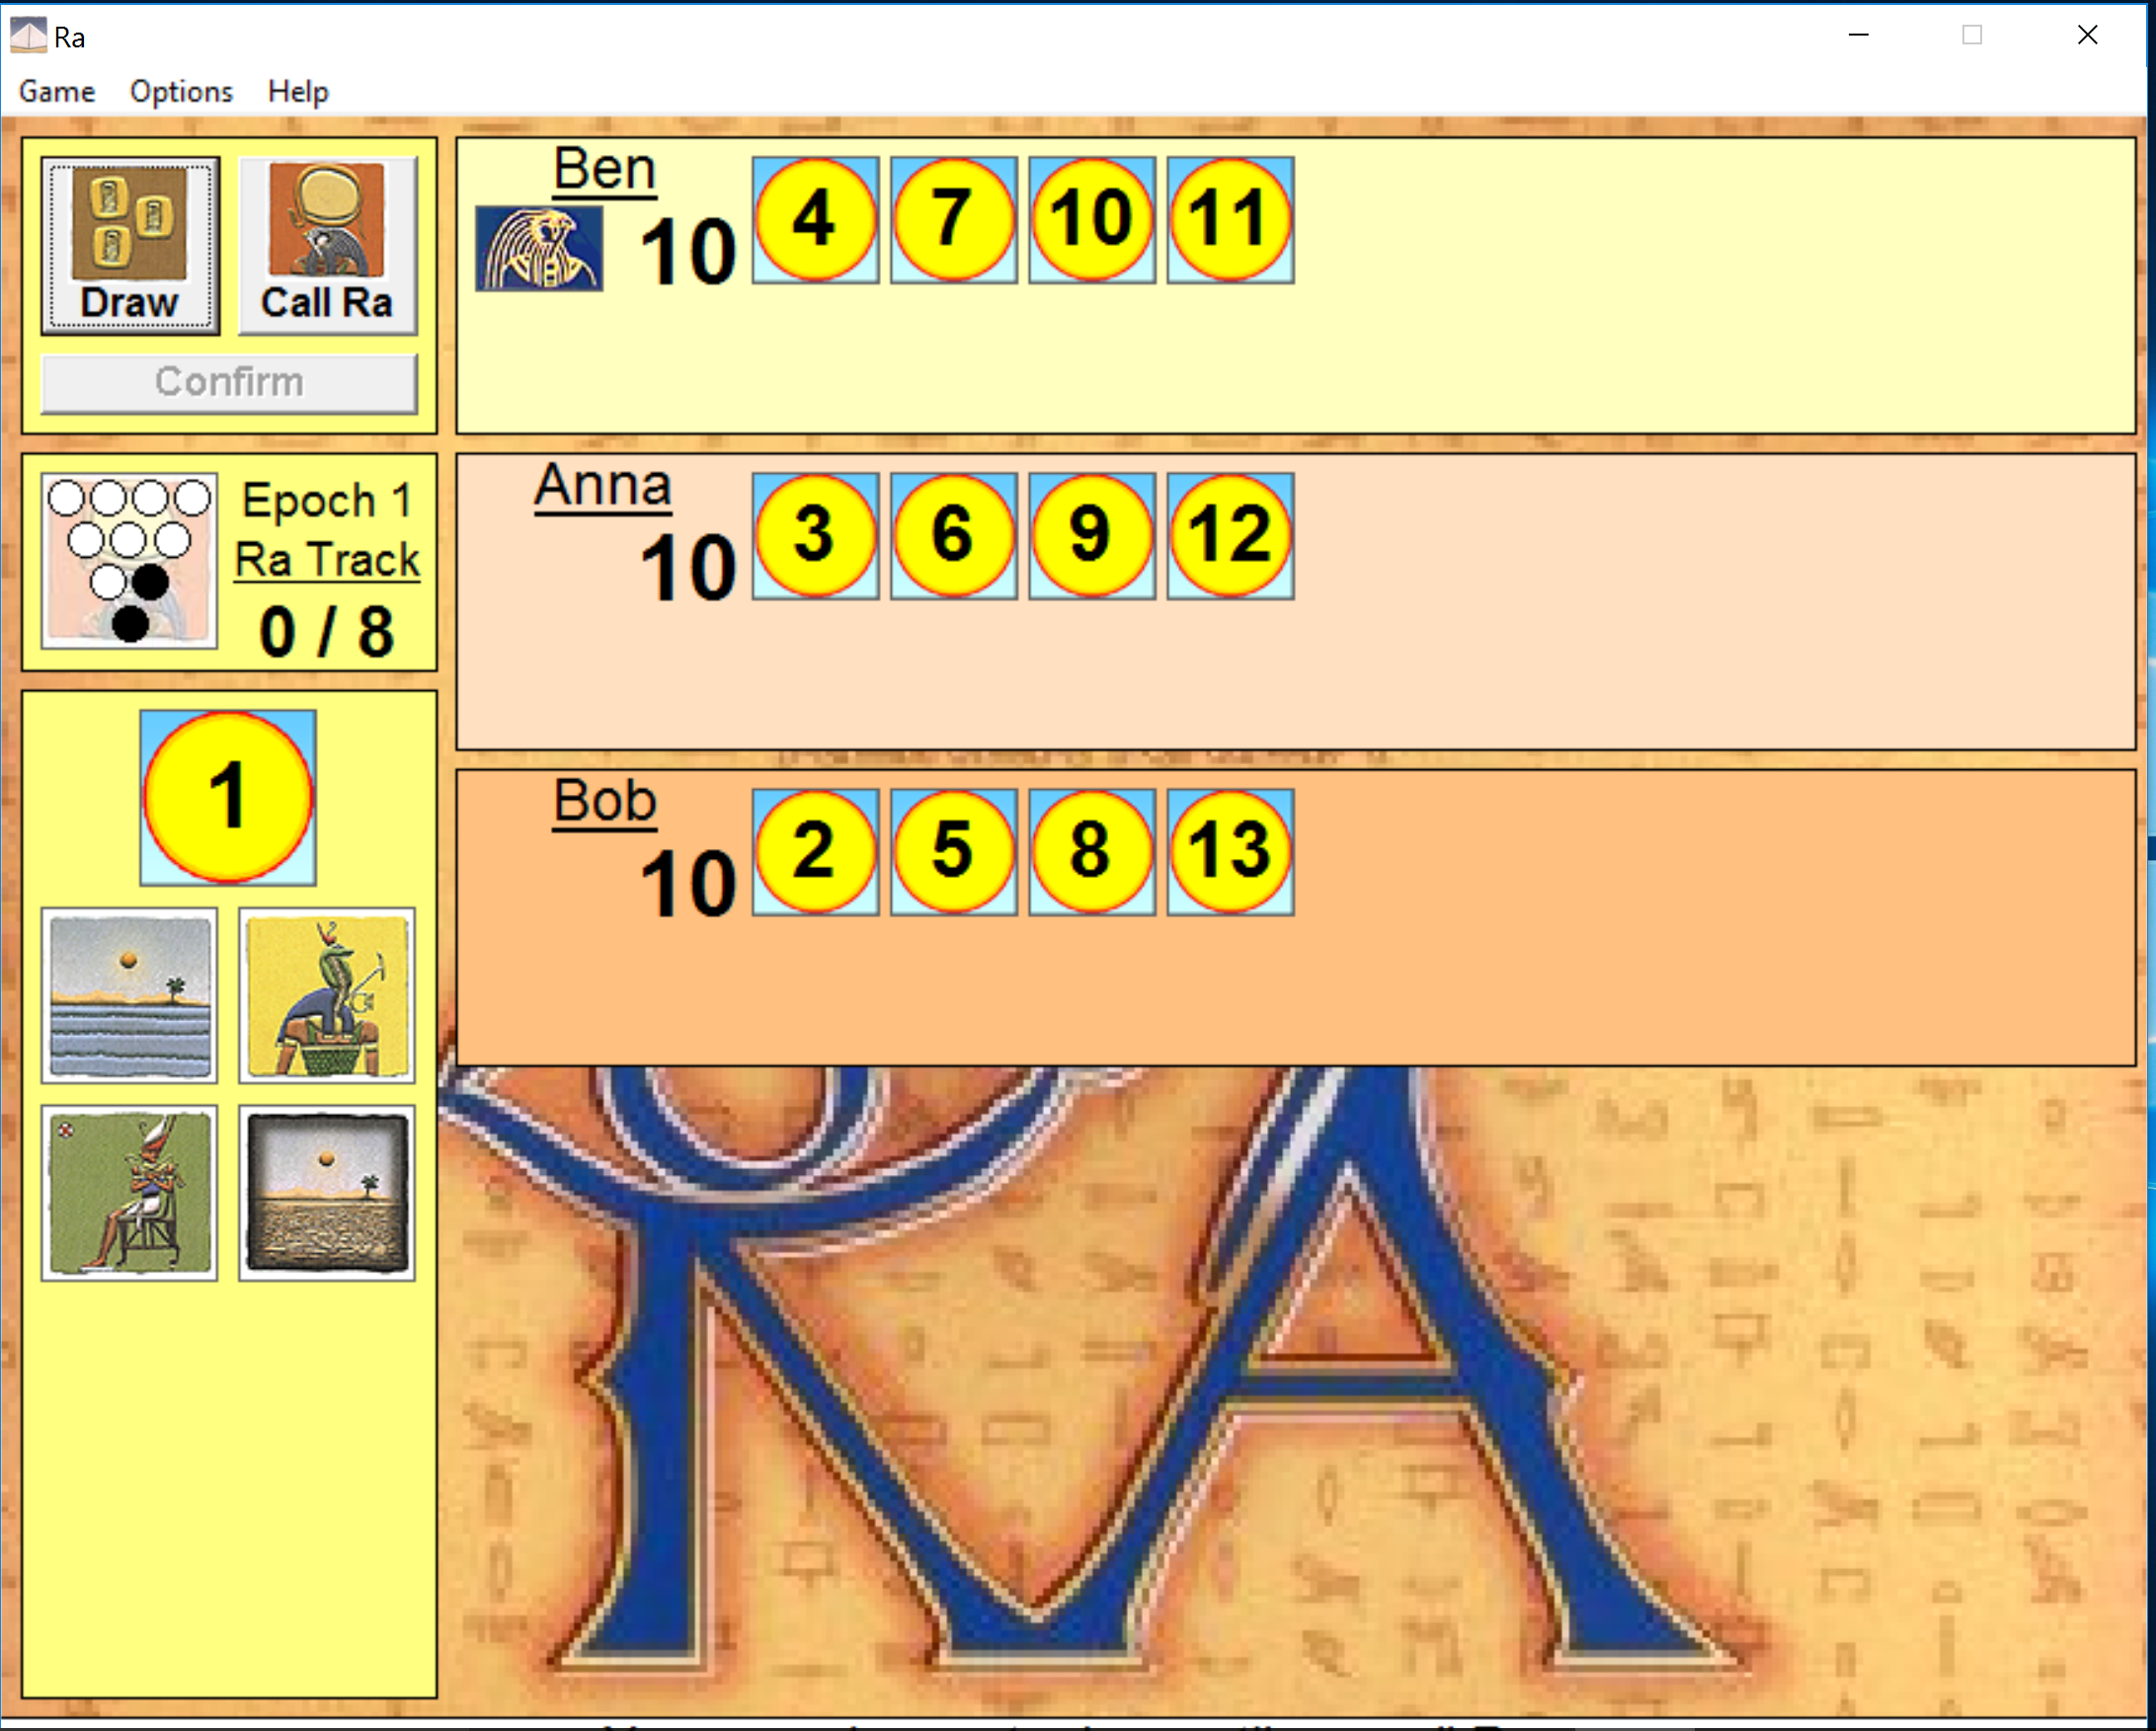 Ra
Game Options Help
Draw
Call Ra
Confirm
Ben
10 4 7 10 11
Epoch 1
Ra Track
0 / 8
Anna
10 3 6 9 12
1
Bob
10 2 5 8 13
RA